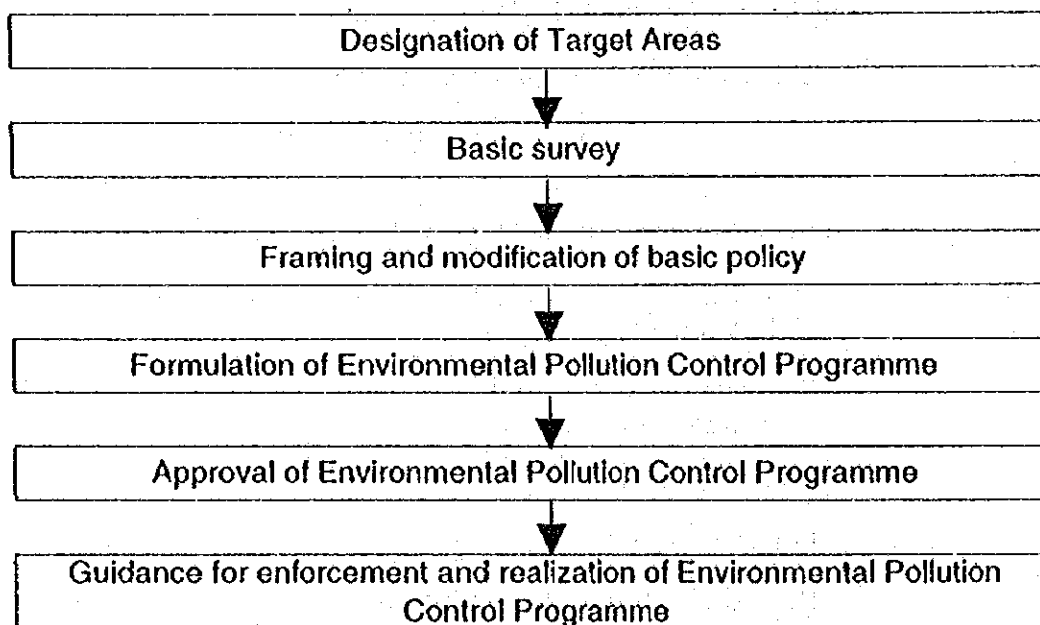 Designation of Target Areas
Basic survey
Framing and modification of basic policy
Formulation of Environmental Pollution Control Programme
Approval of Environmental Pollution Control Programme
Guidance for enforcement and realization of Environmental Pollution
Control Programme